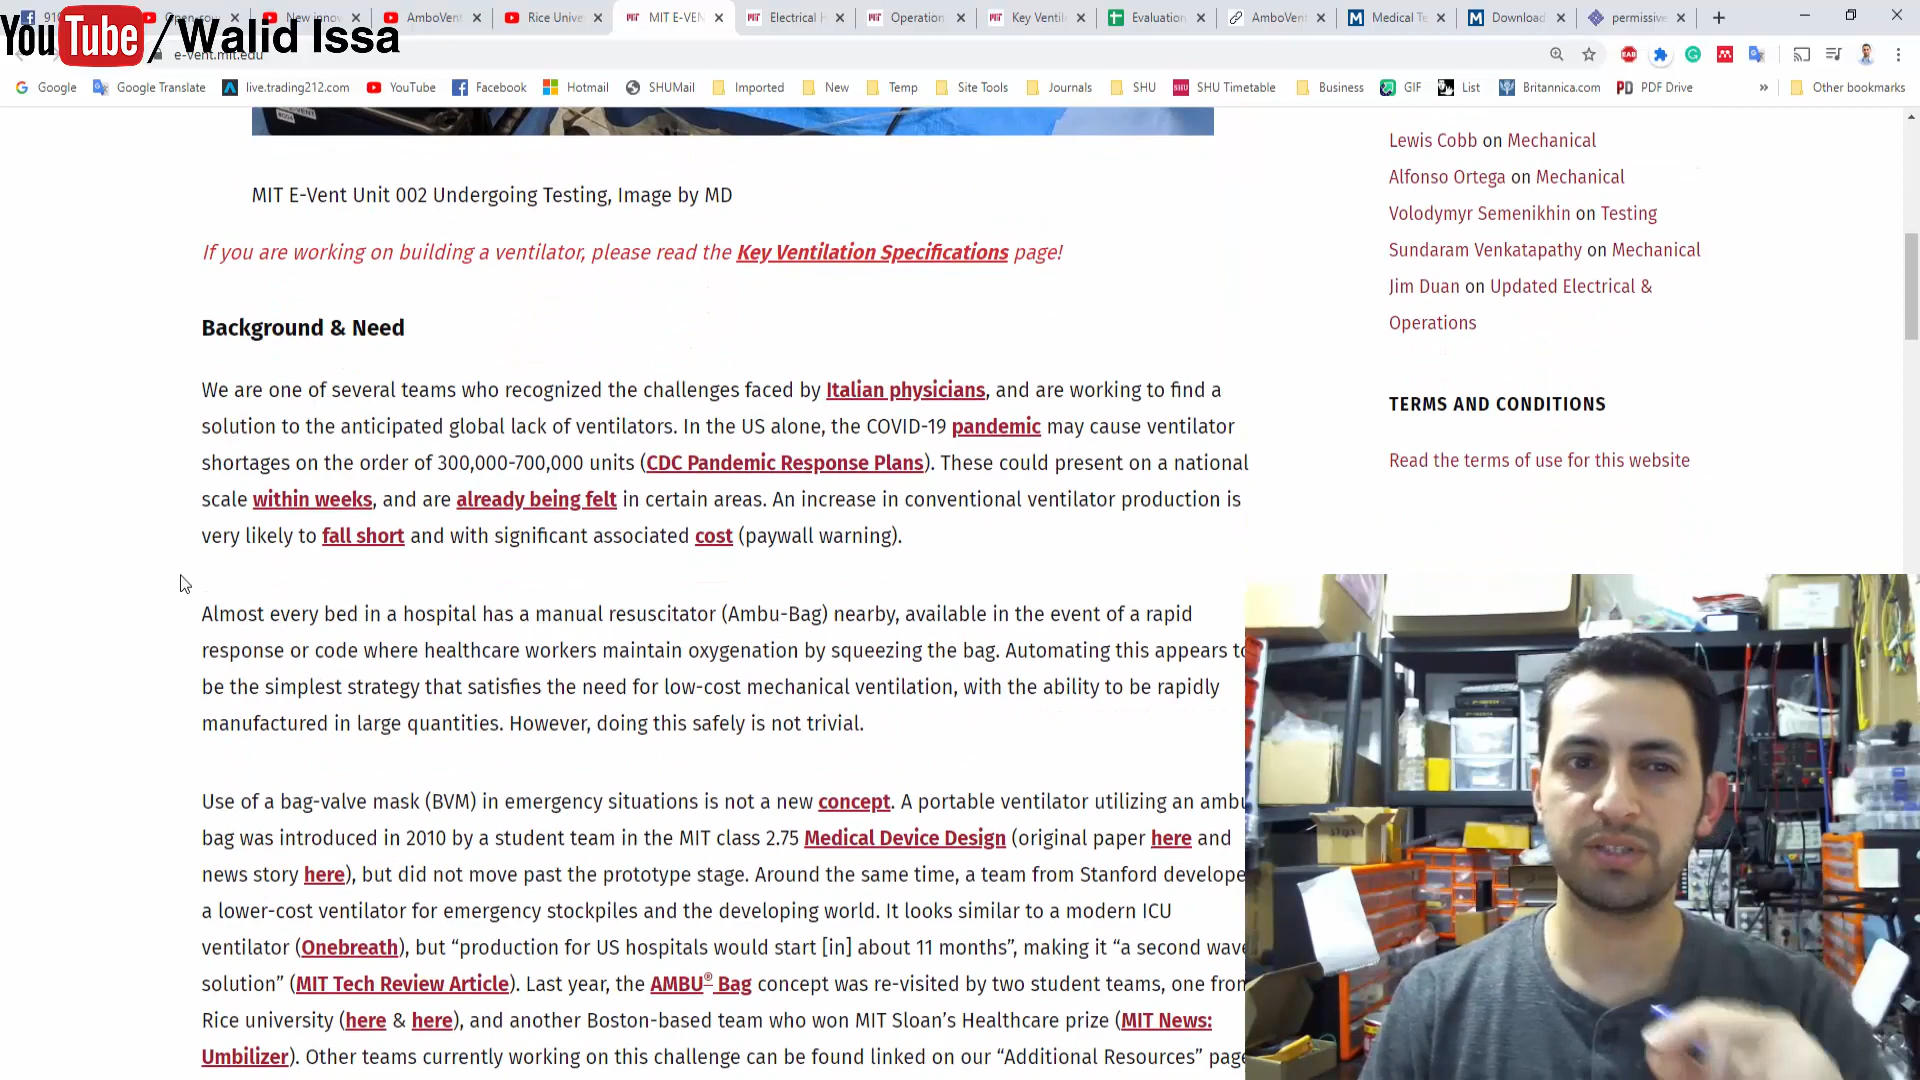 910
Open-sou
New innov
AmboVent
Rice Unive
MIT E-VEN
Electrical H
Operation
Key Ventil
Evaluation
AmboVen
Medical Te
Download
permissive
YouTube/Walid Issa
e-vent.mit.edu
Google
Google Translate
live.trading212.com
YouTube
Facebook
Hotmail
SHUMail
Imported
New
Temp
Site Tools
Journals
SHU
SHU Timetable
Business
GIF
List
Britannica.com
PDF Drive
Other bookmarks
MIT E-Vent Unit 002 Undergoing Testing, Image by MD
If you are working on building a ventilator, please read the Key Ventilation Specifications page!
Background & Need
We are one of several teams who recognized the challenges faced by Italian physicians, and are working to find a
solution to the anticipated global lack of ventilators. In the US alone, the COVID-19 pandemic may cause ventilator
shortages on the order of 300,000-700,000 units (CDC Pandemic Response Plans). These could present on a national
scale within weeks, and are already being felt in certain areas. An increase in conventional ventilator production is
very likely to fall short and with significant associated cost (paywall warning).
Almost every bed in a hospital has a manual resuscitator (Ambu-Bag) nearby, available in the event of a rapid
response or code where healthcare workers maintain oxygenation by squeezing the bag. Automating this appears to
be the simplest strategy that satisfies the need for low-cost mechanical ventilation, with the ability to be rapidly
manufactured in large quantities. However, doing this safely is not trivial.
Use of a bag-valve mask (BVM) in emergency situations is not a new concept. A portable ventilator utilizing an ambu
bag was introduced in 2010 by a student team in the MIT class 2.75 Medical Device Design (original paper here and
news story here), but did not move past the prototype stage. Around the same time, a team from Stanford develope
a lower-cost ventilator for emergency stockpiles and the developing world. It looks similar to a modern ICU
ventilator (Onebreath), but “production for US hospitals would start [in] about 11 months”, making it “a second wave
solution” (MIT Tech Review Article). Last year, the AMBU® Bag concept was re-visited by two student teams, one from
Rice university (here & here), and another Boston-based team who won MIT Sloan’s Healthcare prize (MIT News:
Umbilizer). Other teams currently working on this challenge can be found linked on our “Additional Resources” page
Lewis Cobb on Mechanical
Alfonso Ortega on Mechanical
Volodymyr Semenikhin on Testing
Sundaram Venkatapathy on Mechanical
Jim Duan on Updated Electrical &
Operations
TERMS AND CONDITIONS
Read the terms of use for this website